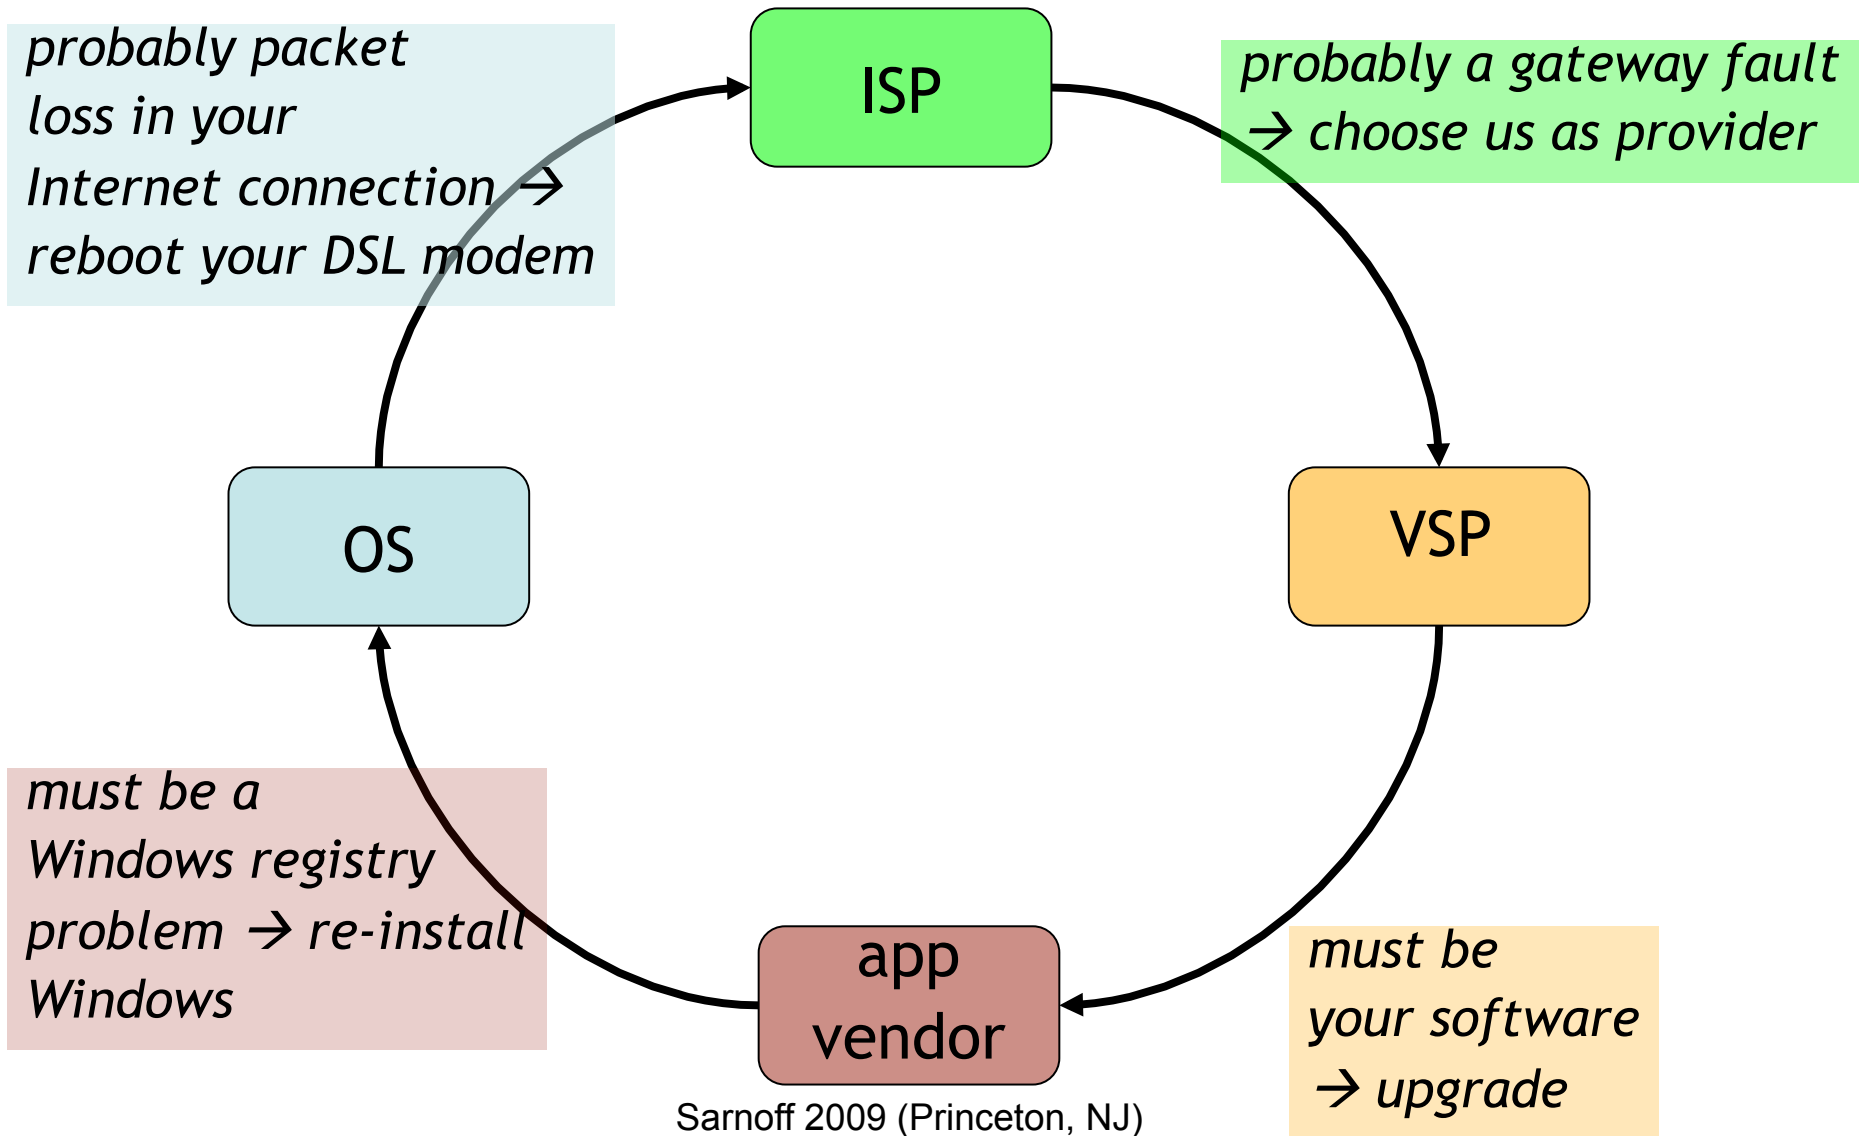 probably packet
loss in your
Internet connection →
reboot your DSL modem
ISP
probably a gateway fault
→ choose us as provider
OS
VSP
must be a
Windows registry
problem → re-install
Windows
app
vendor
must be
your software
→ upgrade
Sarnoff 2009 (Princeton, NJ)